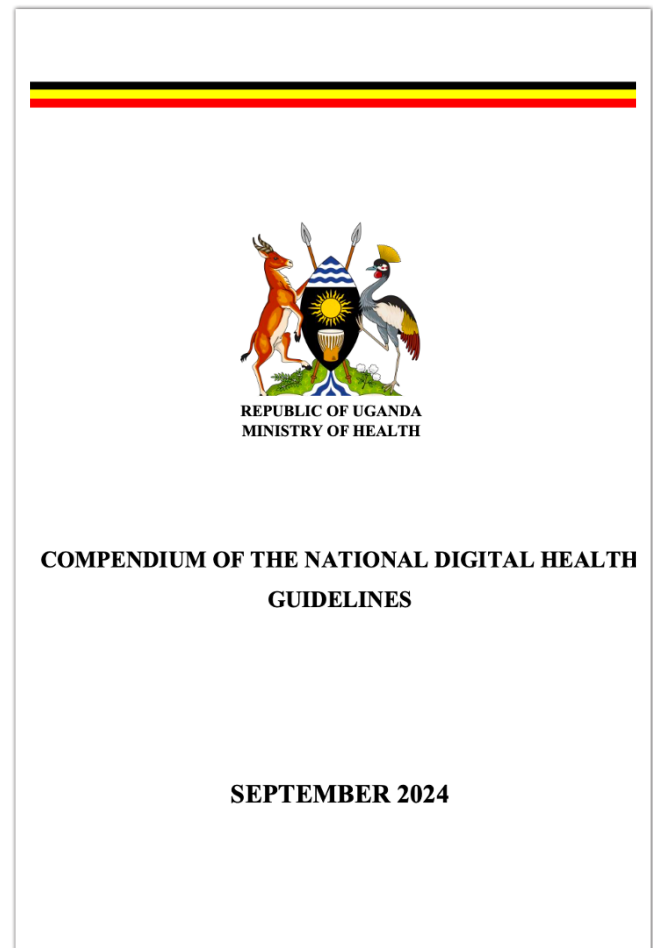 REPUBLIC OF UGANDA
MINISTRY OF HEALTH
COMPENDIUM OF THE NATIONAL DIGITAL HEALTH
GUIDELINES
SEPTEMBER 2024